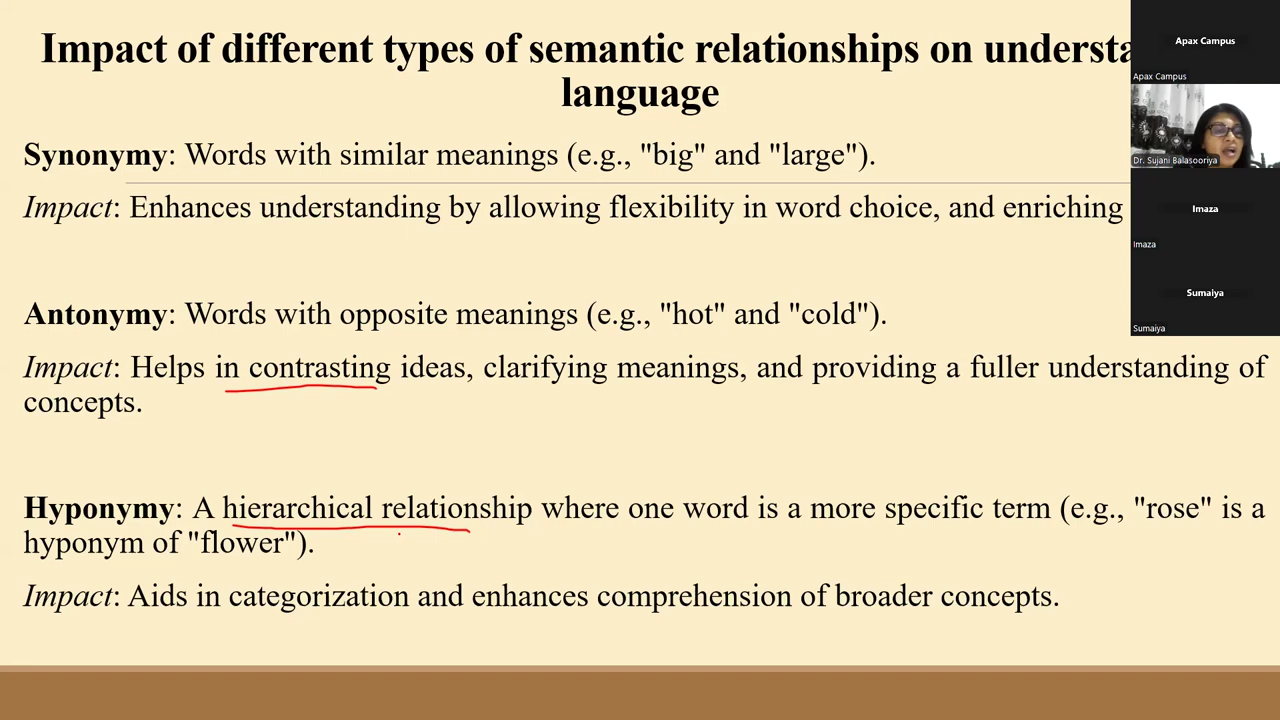 Impact of different types of semantic relationships on understa
language
Synonymy: Words with similar meanings (e.g., "big" and "large").
Impact: Enhances understanding by allowing flexibility in word choice, and enriching
Antonymy: Words with opposite meanings (e.g., "hot" and "cold").
Impact: Helps in contrasting ideas, clarifying meanings, and providing a fuller understanding of
concepts.
Hyponymy: A hierarchical relationship where one word is a more specific term (e.g., "rose" is a
hyponym of "flower").
Impact: Aids in categorization and enhances comprehension of broader concepts.
Apax Campus
Apax Campus
Dr. Sujani Balasooriya
Imaza
Imaza
Sumaiya
Sumaiya